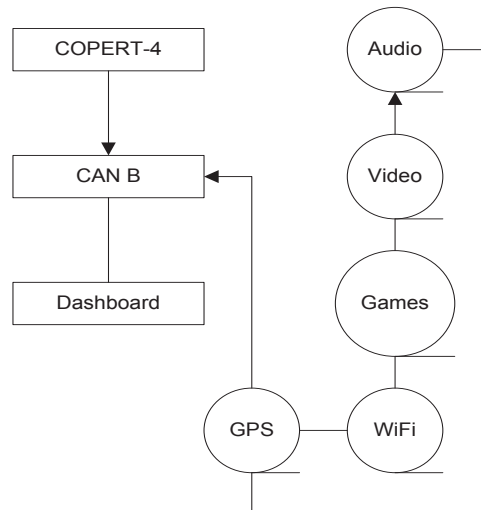 COPERT-4
Audio
CAN B
Video
Dashboard
Games
GPS
WiFi